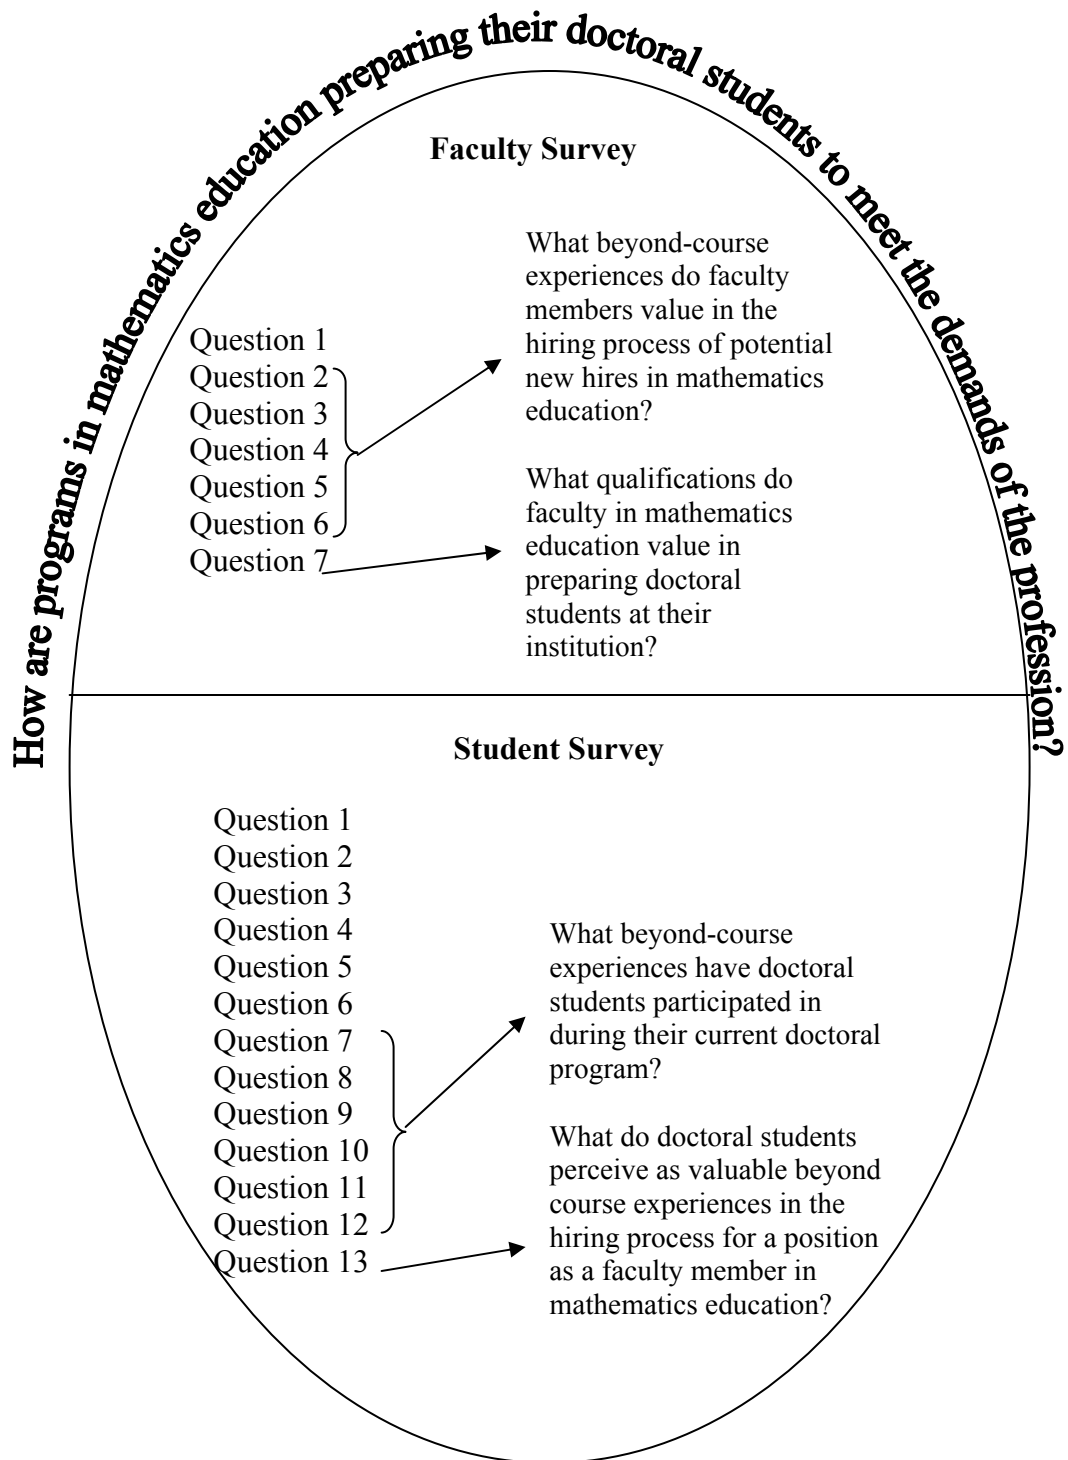 How are programs in mathematics education preparing their doctoral students to meet the demands of the profession?
Faculty Survey
Question 1
Question 2
Question 3
Question 4
Question 5
Question 6
Question 7
What beyond-course
experiences do faculty
members value in the
hiring process of potential
new hires in mathematics
education?
What qualifications do
faculty in mathematics
education value in
preparing doctoral
students at their
institution?
Student Survey
Question 1
Question 2
Question 3
Question 4
Question 5
Question 6
Question 7
Question 8
Question 9
Question 10
Question 11
Question 12
Question 13
What beyond-course
experiences have doctoral
students participated in
during their current doctoral
program?
What do doctoral students
perceive as valuable beyond
course experiences in the
hiring process for a position
as a faculty member in
mathematics education?